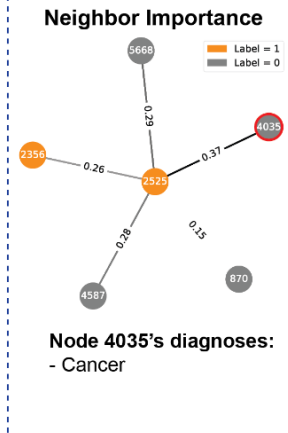 Neighbor Importance
5668
Label = 1
Label = 0
4035
0.29
0.37
2356
0.26
2525
0.28
0.15
870
4587
Node 4035's diagnoses:
- Cancer